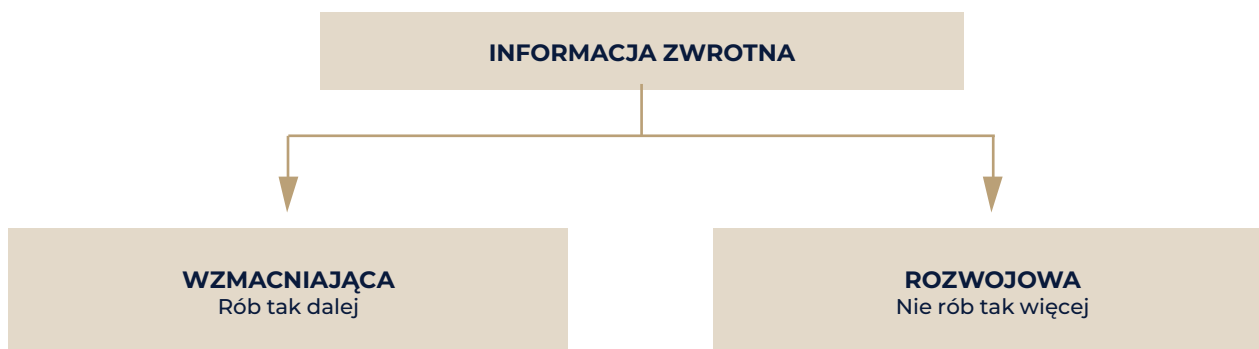 INFORMACJA ZWROTNA
WZMACNIAJĄCA
Rób tak dalej
ROZWOJOWA
Nie rób tak więcej